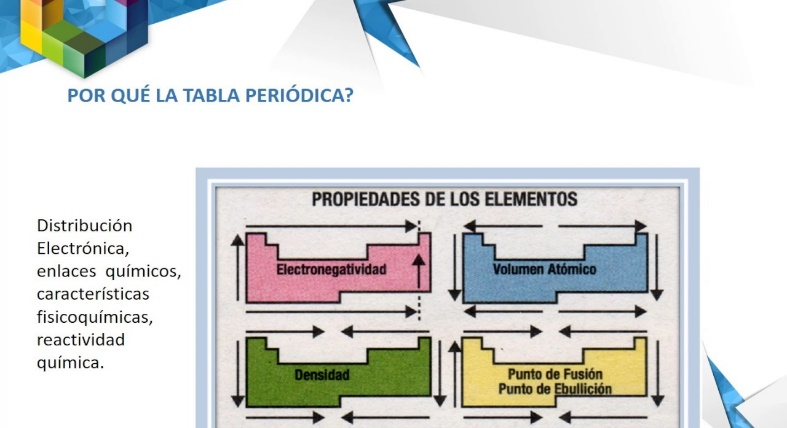 POR QUÉ LA TABLA PERIÓDICA?
Distribución
Electrónica,
enlaces químicos,
características
fisicoquímicas,
reactividad
química.
PROPIEDADES DE LOS ELEMENTOS
Electronegatividad
Volumen Atómico
Densidad
Punto de Fusión
Punto de Ebullición